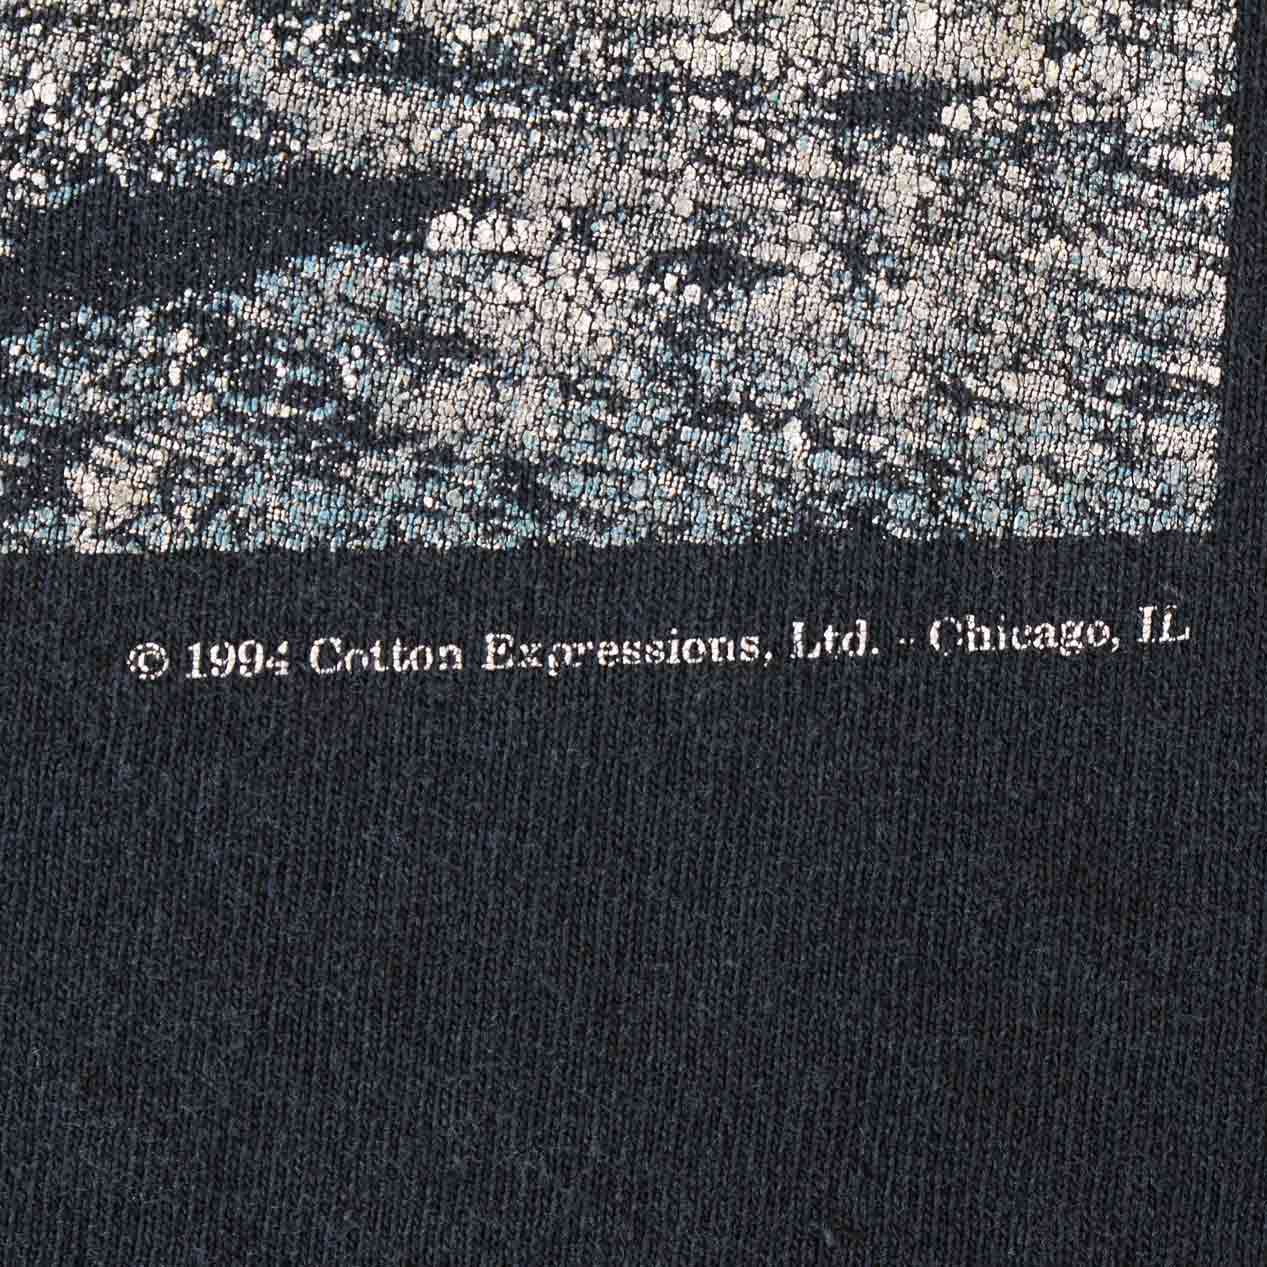 © 1994 Cotton Expressions, Ltd. - Chicago, IL